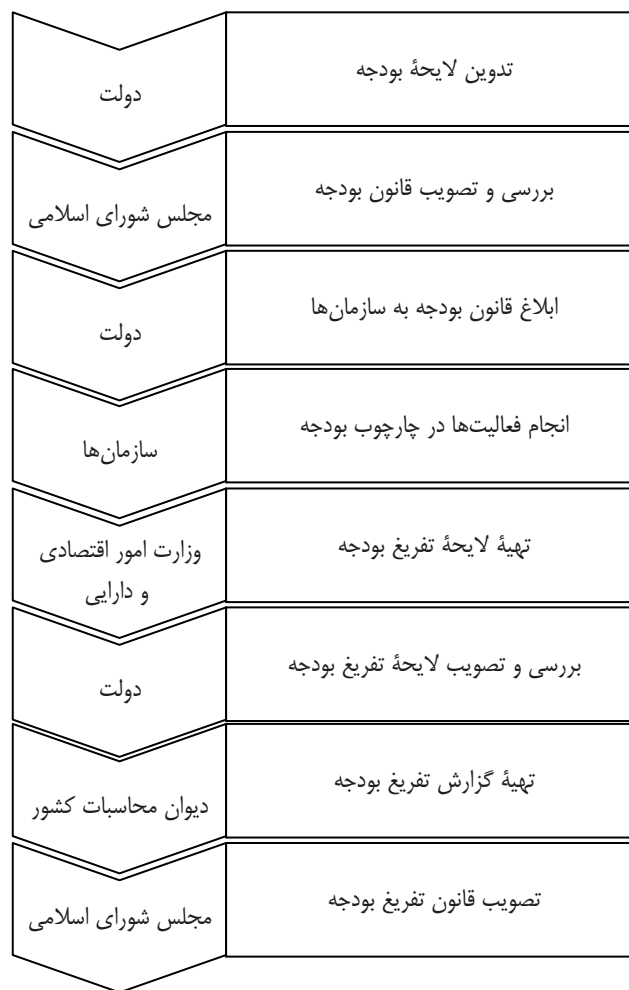 تدوین لایحهٔ بودجه
دولت
بررسی و تصویب قانون بودجه
مجلس شورای اسلامی
ابلاغ قانون بودجه به سازمان‌ها
دولت
انجام فعالیت‌ها در چارچوب بودجه
سازمان‌ها
تهیهٔ لایحهٔ تفریغ بودجه
وزارت امور اقتصادی
و دارایی
بررسی و تصویب لایحهٔ تفریغ بودجه
دولت
تهیهٔ گزارش تفریغ بودجه
دیوان محاسبات کشور
تصویب قانون تفریغ بودجه
مجلس شورای اسلامی